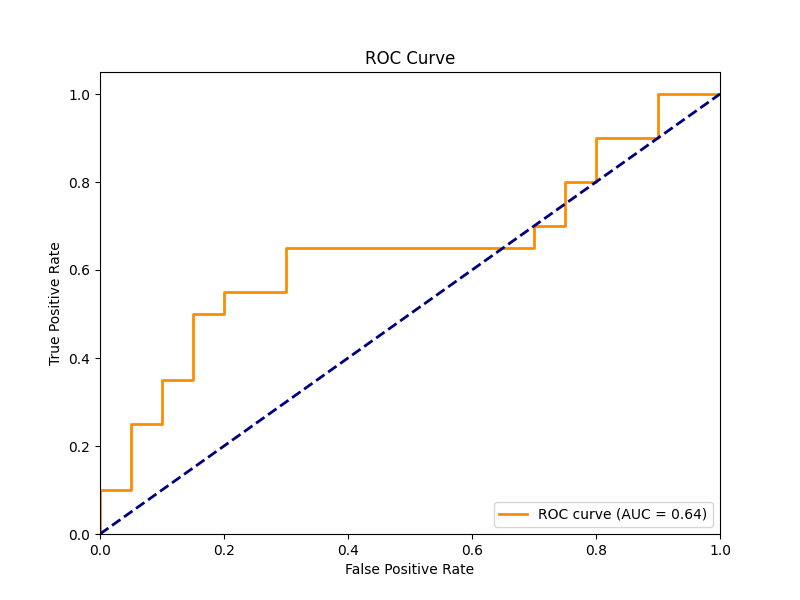 ROC Curve
1.0
0.8
0.6
0.4
0.2
0.0
True Positive Rate
ROC curve (AUC = 0.64)
0.0 0.2 0.4 0.6 0.8 1.0
False Positive Rate